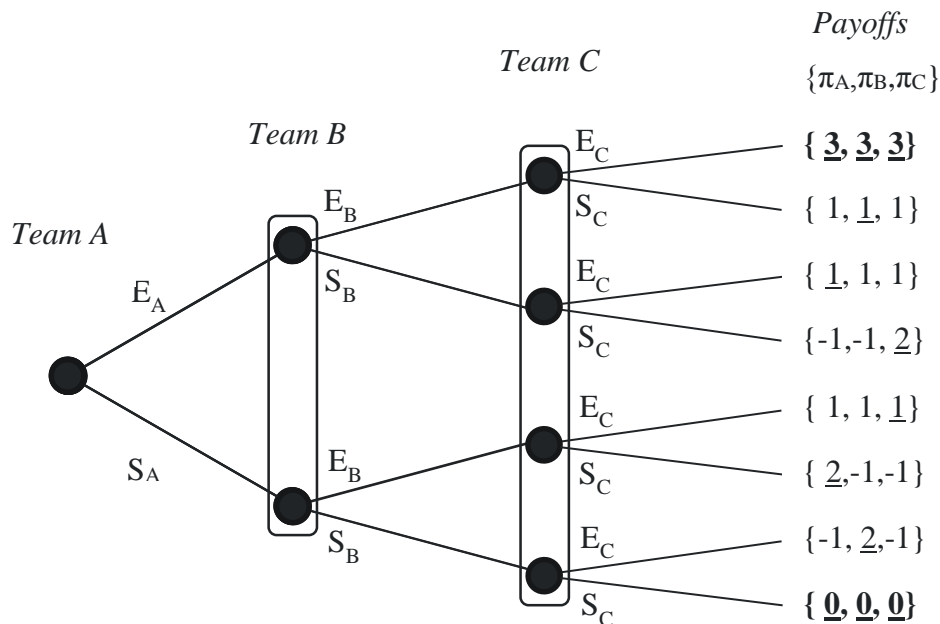 Payoffs
Team C
{πA,πB,πC}
Team B
EC
{ 3, 3, 3}
EB
SC
{ 1, 1, 1}
Team A
EC
{ 1, 1, 1}
EA
SB
SC
{-1,-1, 2}
EC
{ 1, 1, 1}
SA
EB
SC
{ 2,-1,-1}
SB
EC
{-1, 2,-1}
SC
{ 0, 0, 0}